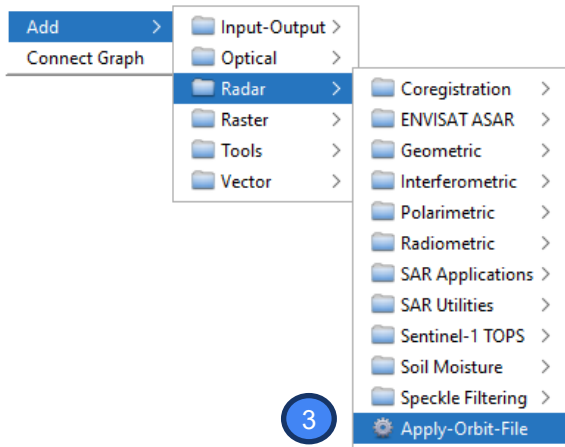 Add >
Connect Graph
Input-Output >
Optical >
Radar >
Raster >
Tools >
Vector >
Coregistration >
ENVISAT ASAR >
Geometric >
Interferometric >
Polarimetric >
Radiometric >
SAR Applications >
SAR Utilities >
Sentinel-1 TOPS >
Soil Moisture >
Speckle Filtering >
3
Apply-Orbit-File